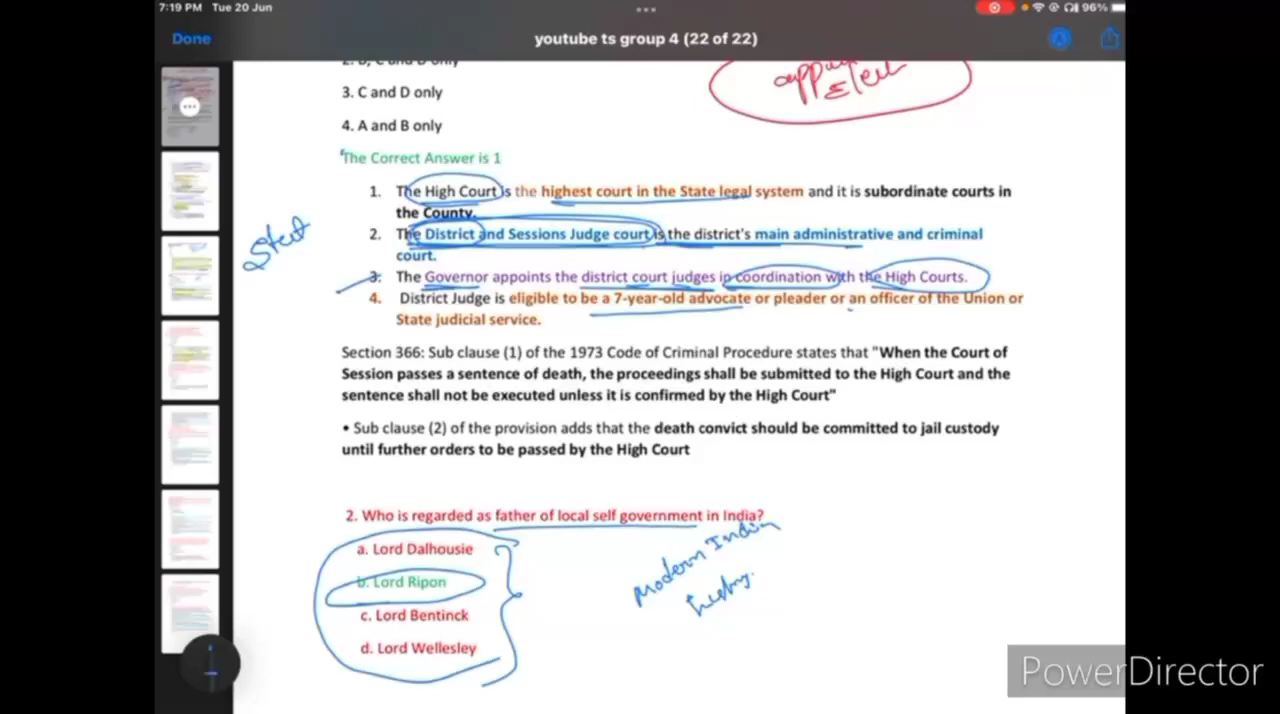 7:19 PM Tue 20 Jun
96%
Done
youtube ts group 4 (22 of 22)
2. B, C and D only
3. C and D only
4. A and B only
The Correct Answer is 1
1. The High Court is the highest court in the State legal system and it is subordinate courts in
the County.
2. The District and Sessions Judge court is the district's main administrative and criminal
court.
3. The Governor appoints the district court judges in coordination with the High Courts.
4. District Judge is eligible to be a 7-year-old advocate or pleader or an officer of the Union or
State judicial service.
Section 366: Sub clause (1) of the 1973 Code of Criminal Procedure states that "When the Court of
Session passes a sentence of death, the proceedings shall be submitted to the High Court and the
sentence shall not be executed unless it is confirmed by the High Court"
• Sub clause (2) of the provision adds that the death convict should be committed to jail custody
until further orders to be passed by the High Court
2. Who is regarded as father of local self government in India?
a. Lord Dalhousie
b. Lord Ripon
c. Lord Bentinck
d. Lord Wellesley
modern Indian
PowerDirector